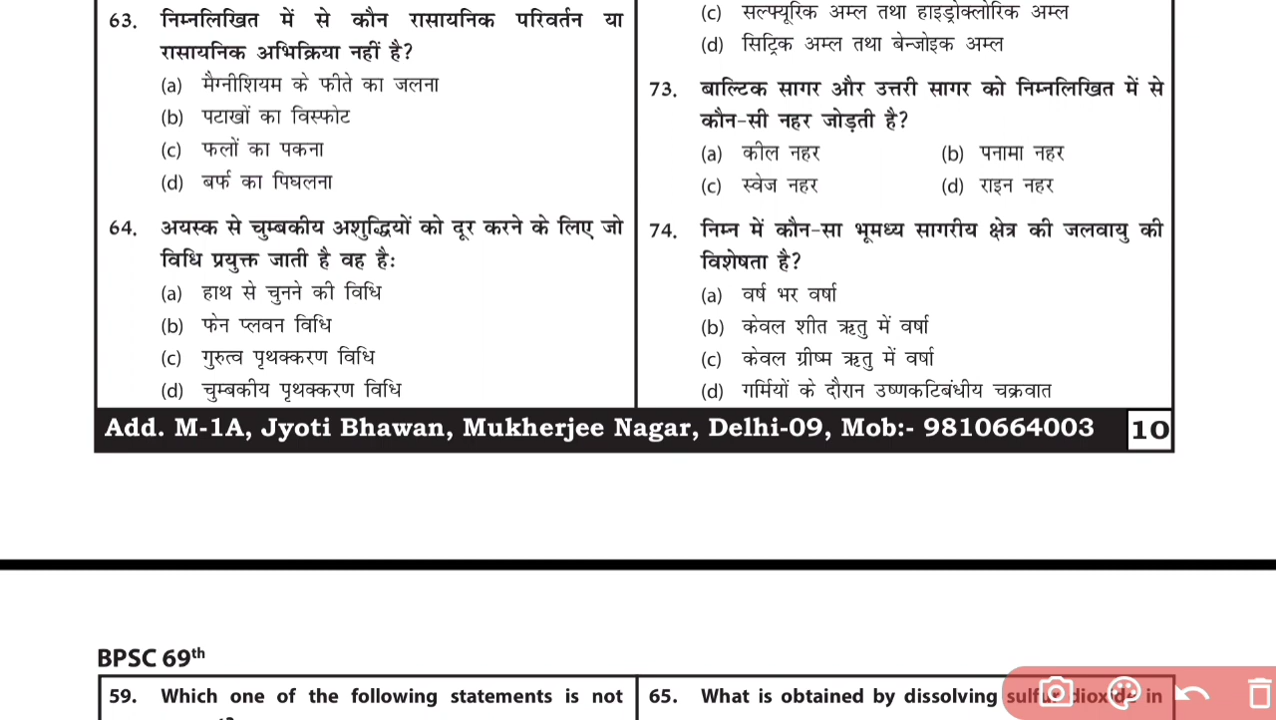 63. निम्नलिखित में से कौन रासायनिक परिवर्तन या
रासायनिक अभिक्रिया नहीं है?
(a) मैग्नीशियम के फीते का जलना
(b) पटाखों का विस्फोट
(c) फलों का पकना
(d) बर्फ का पिघलना
64. अयस्क से चुम्बकीय अशुद्धियों को दूर करने के लिए जो
विधि प्रयुक्त जाती है वह है:
(a) हाथ से चुनने की विधि
(b) फेन प्लवन विधि
(c) गुरुत्व पृथक्करण विधि
(d) चुम्बकीय पृथक्करण विधि
(c) सल्फ्यूरिक अम्ल तथा हाइड्रोक्लोरिक अम्ल
(d) सिट्रिक अम्ल तथा बेन्जोइक अम्ल
73. बाल्टिक सागर और उत्तरी सागर को निम्नलिखित में से
कौन-सी नहर जोड़ती है?
(a) कील नहर (b) पनामा नहर
(c) स्वेज नहर (d) राइन नहर
74. निम्न में कौन-सा भूमध्य सागरीय क्षेत्र की जलवायु की
विशेषता है?
(a) वर्ष भर वर्षा
(b) केवल शीत ऋतु में वर्षा
(c) केवल ग्रीष्म ऋतु में वर्षा
(d) गर्मियों के दौरान उष्णकटिबंधीय चक्रवात
Add. M-1A, Jyoti Bhawan, Mukherjee Nagar, Delhi-09, Mob:- 9810664003 10
BPSC 69th
59. Which one of the following statements is not
65. What is obtained by dissolving sulfur dioxide in